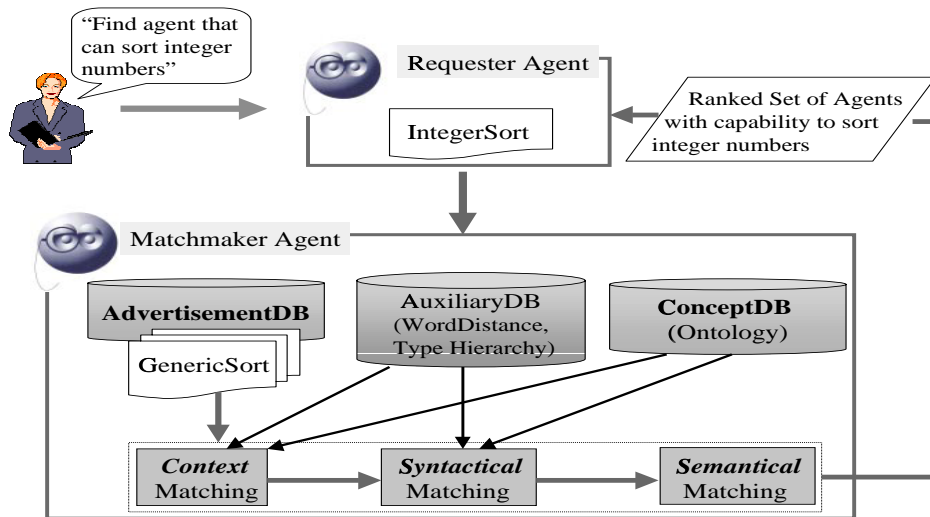 “Find agent that
can sort integer
numbers”
Requester Agent
IntegerSort
Ranked Set of Agents
with capability to sort
integer numbers
Matchmaker Agent
AdvertisementDB
GenericSort
AuxiliaryDB
(WordDistance,
Type Hierarchy)
ConceptDB
(Ontology)
Context
Matching
Syntactical
Matching
Semantical
Matching